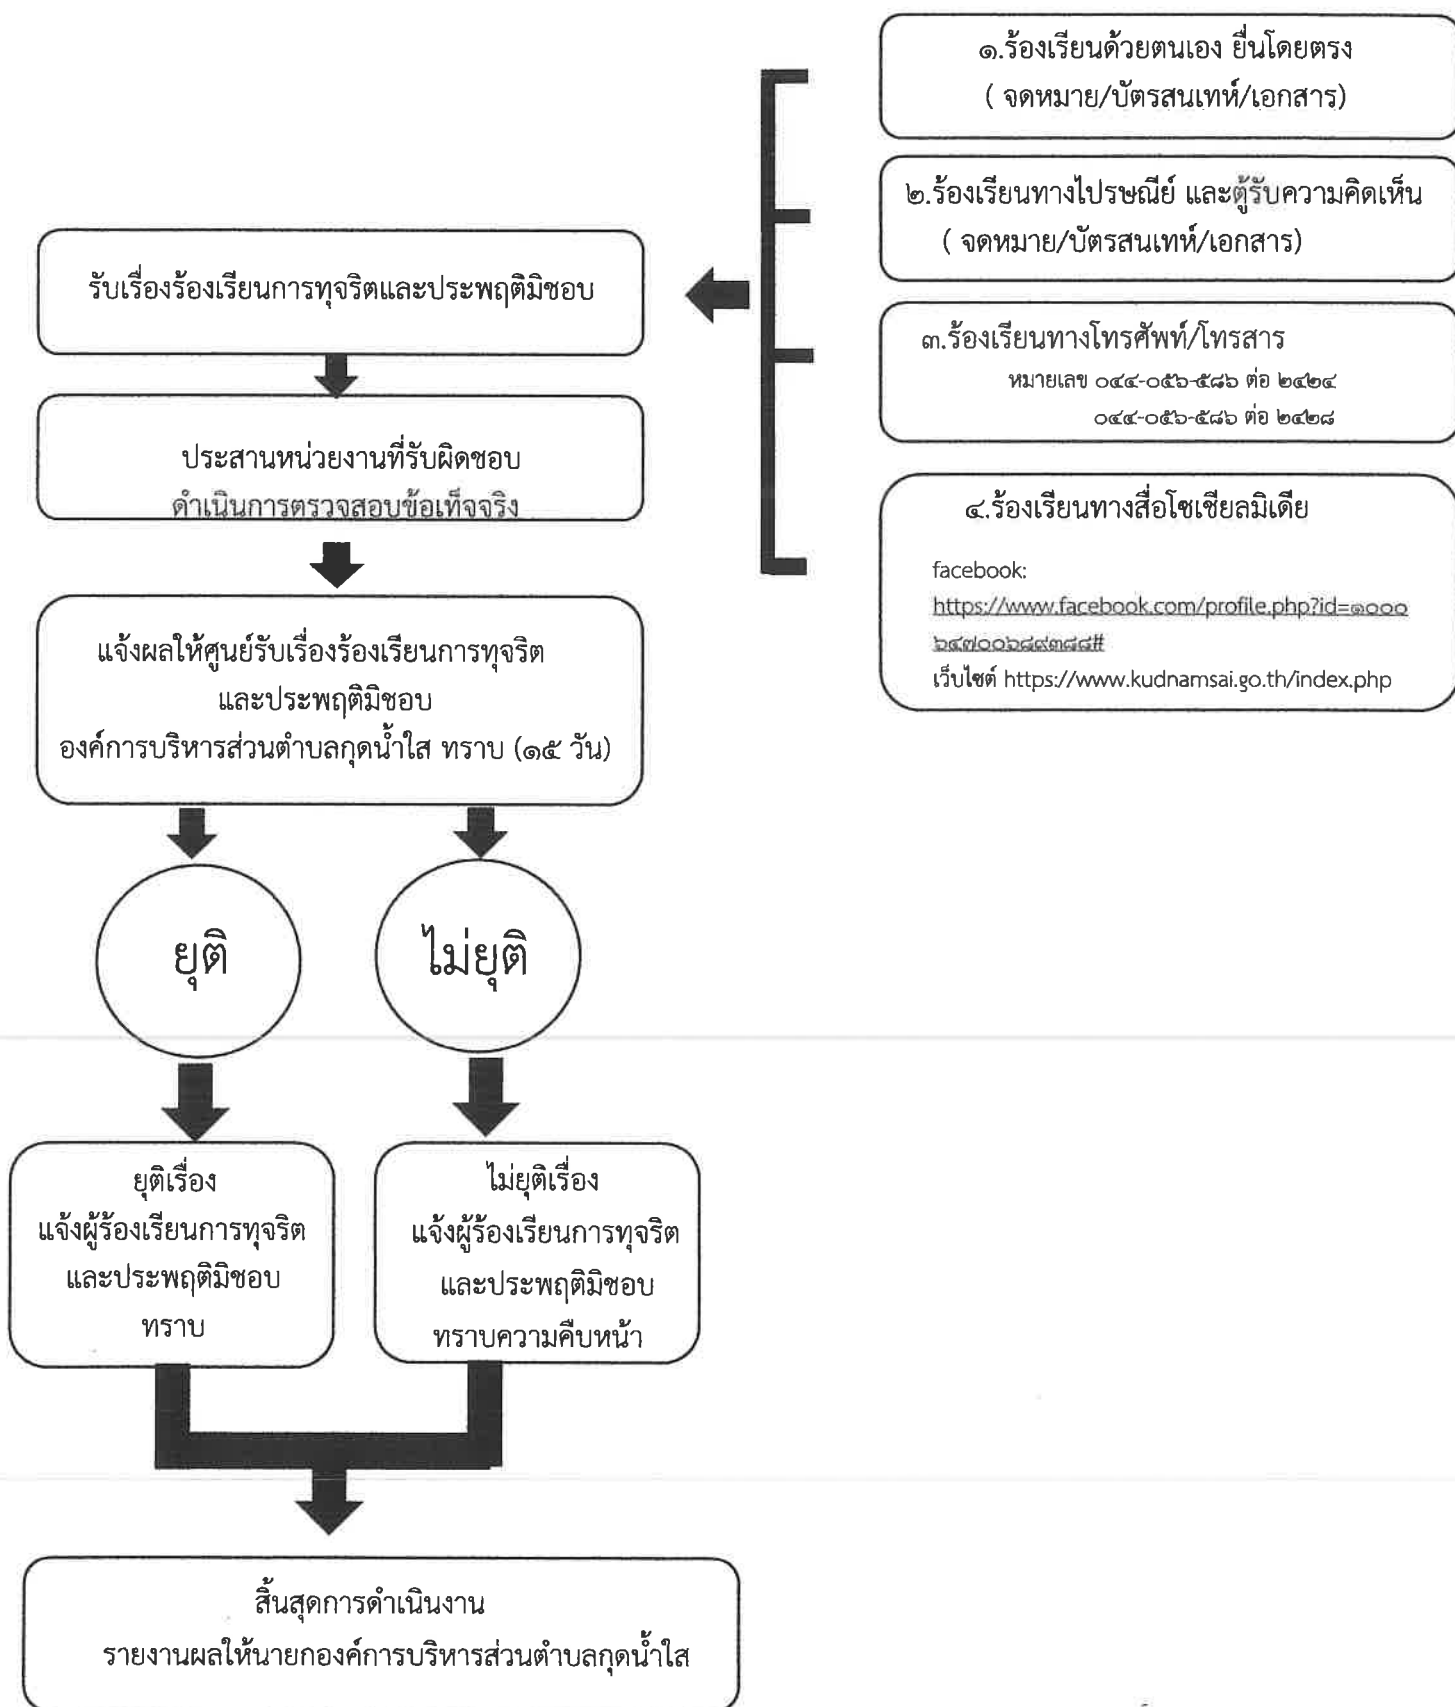 ๑.ร้องเรียนด้วยตนเอง ยื่นโดยตรง
( จดหมาย/บัตรสนเทห์/เอกสาร)
๒.ร้องเรียนทางไปรษณีย์ และตู้รับความคิดเห็น
( จดหมาย/บัตรสนเทห์/เอกสาร)
๓.ร้องเรียนทางโทรศัพท์/โทรสาร
หมายเลข ๐๔๔-๐๕๖-๕๘๖ ต่อ ๒๔๒๔
๐๔๔-๐๕๖-๕๘๖ ต่อ ๒๔๒๘
๔.ร้องเรียนทางสื่อโซเชียลมิเดีย
facebook:
https://www.facebook.com/profile.php?id=๑๐๐๐
๖๔๗๐๐๖๘๙๓๘๘#
เว็บไซต์ https://www.kudnamsai.go.th/index.php
รับเรื่องร้องเรียนการทุจริตและประพฤติมิชอบ
ประสานหน่วยงานที่รับผิดชอบ
ดำเนินการตรวจสอบข้อเท็จจริง
แจ้งผลให้ศูนย์รับเรื่องร้องเรียนการทุจริต
และประพฤติมิชอบ
องค์การบริหารส่วนตำบลกุดน้ำใส ทราบ (๑๕ วัน)
ยุติ
ไม่ยุติ
ยุติเรื่อง
แจ้งผู้ร้องเรียนการทุจริต
และประพฤติมิชอบ
ทราบ
ไม่ยุติเรื่อง
แจ้งผู้ร้องเรียนการทุจริต
และประพฤติมิชอบ
ทราบความคืบหน้า
สิ้นสุดการดำเนินงาน
รายงานผลให้นายกองค์การบริหารส่วนตำบลกุดน้ำใส